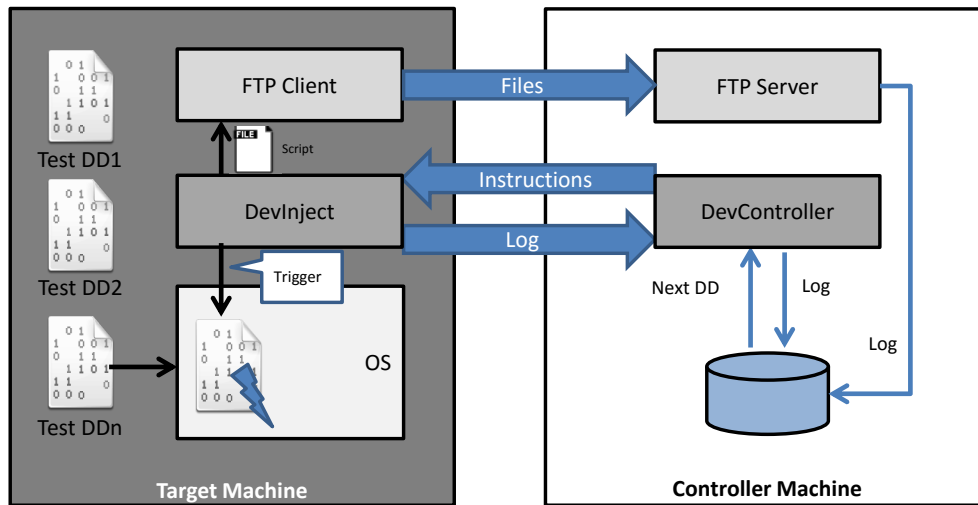 FTP Client
Files
FTP Server
Test DD1
FILE
Script
Instructions
DevInject
DevController
Log
Test DD2
Trigger
Next DD
Log
OS
Log
Test DDn
Target Machine
Controller Machine